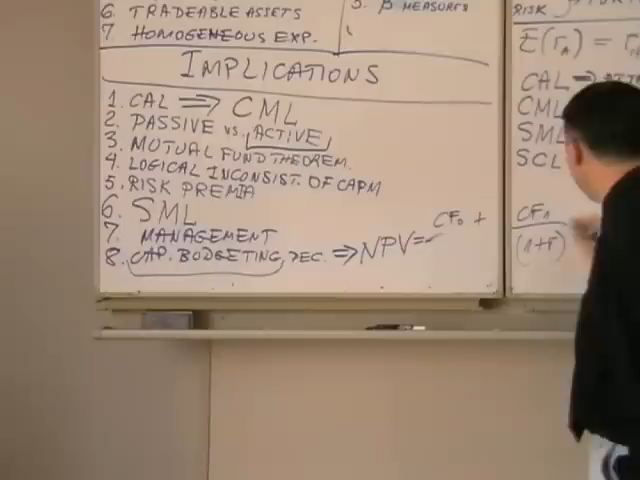 6. TRADEABLE ASSETS
7. HOMOGENEOUS EXP.
5. β MEASURES
IMPLICATIONS
1. CAL ⇒ CML
2. PASSIVE vs. ACTIVE
3. MUTUAL FUND THEOREM.
4. LOGICAL INCONSIST. OF CAPM
5. RISK PREMIA
6. SML
7. MANAGEMENT
8. CAP. BUDGETING DEC. ⇒ NPV = CF₀ +
RISK
E(r_A) =
CAL ⇒
CML
SML
SCL
CF₁
(1+r)